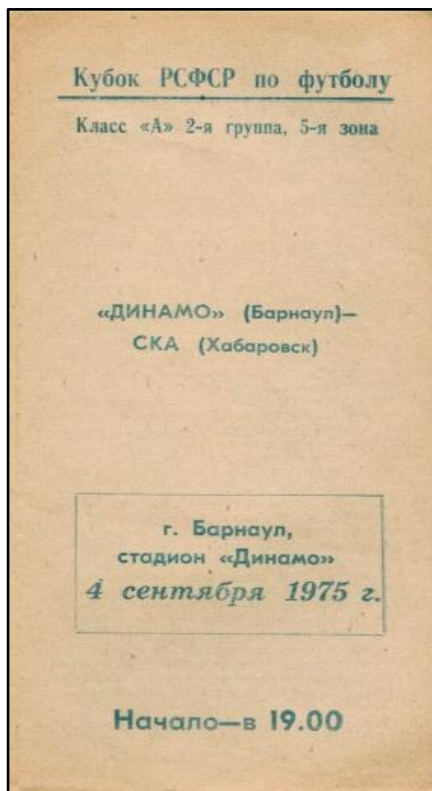 Кубок РСФСР по футболу
Класс «А» 2-я группа, 5-я зона
«ДИНАМО» (Барнаул)—
СКА (Хабаровск)
г. Барнаул,
стадион «Динамо»
4 сентября 1975 г.
Начало—в 19.00